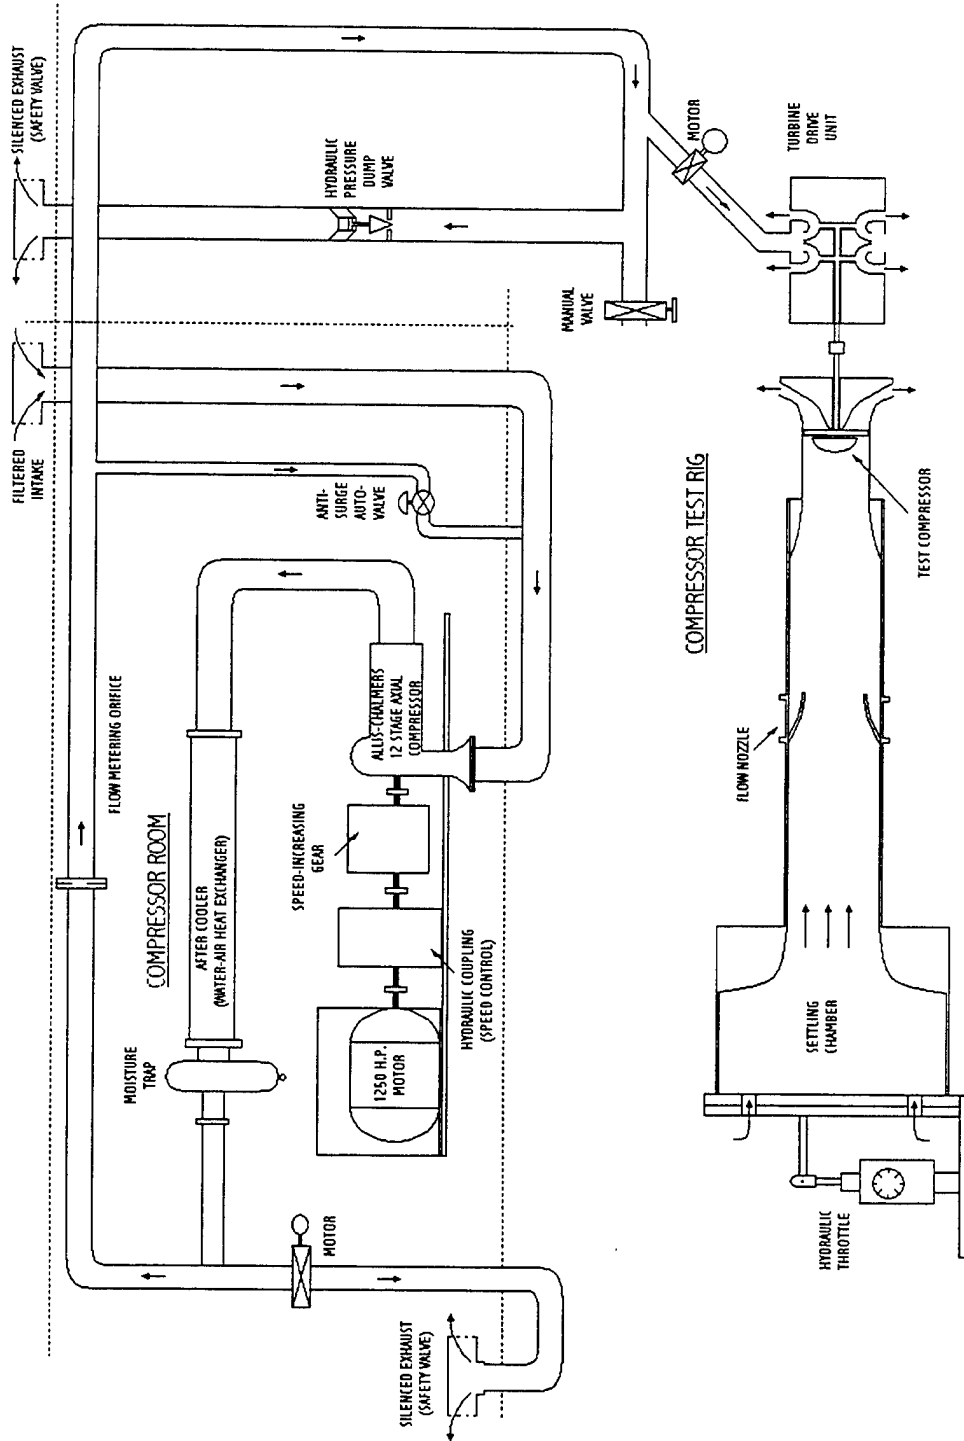 SILENCED EXHAUST
(SAFETY VALVE)
FILTERED
INTAKE
HYDRAULIC
PRESSURE
DUMP
VALVE
MOTOR
TURBINE
DRIVE
UNIT
MANUAL
VALVE
ANTI-
SURGE
AUTO-
VALVE
FLOW METERING ORIFICE
COMPRESSOR ROOM
AFTER COOLER
(WATER-AIR HEAT EXCHANGER)
MOISTURE
TRAP
ALLIS-CHALMERS
12 STAGE AXIAL
COMPRESSOR
SPEED-INCREASING
GEAR
HYDRAULIC COUPLING
(SPEED CONTROL)
1250 H.P.
MOTOR
MOTOR
SILENCED EXHAUST
(SAFETY VALVE)
COMPRESSOR TEST RIG
TEST COMPRESSOR
FLOW NOZZLE
SETTLING
CHAMBER
HYDRAULIC
THROTTLE